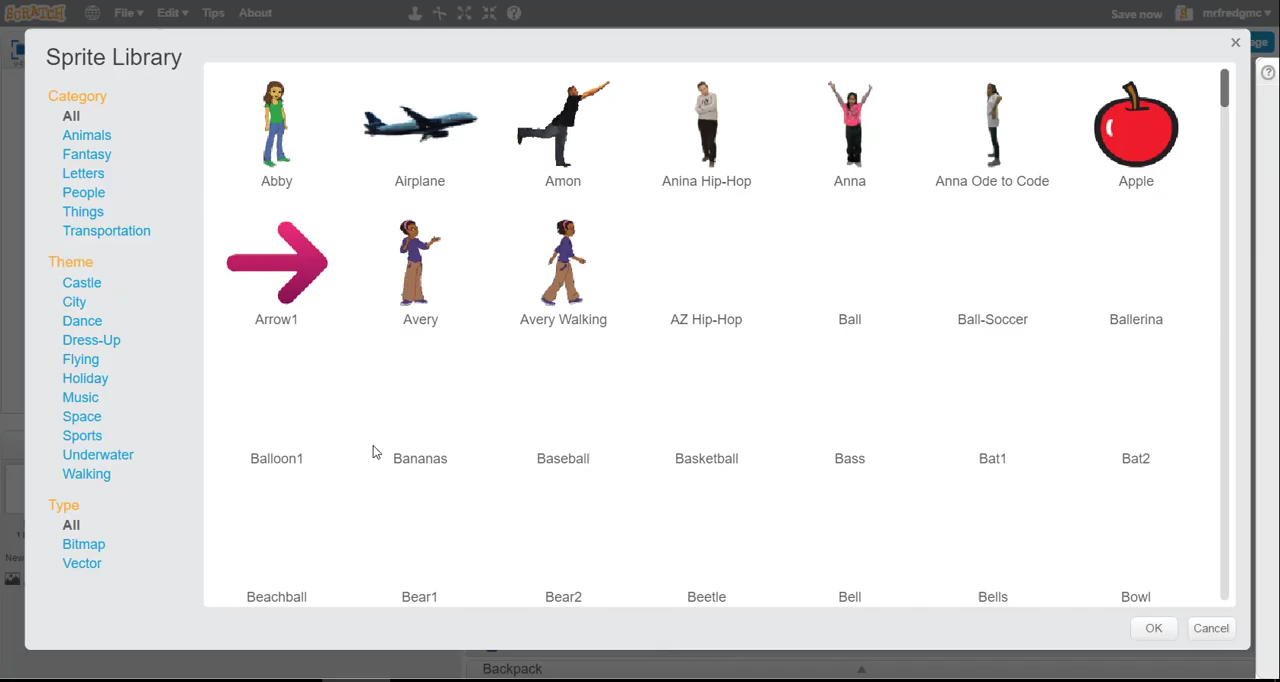 SCRATCH File▾ Edit▾ Tips About Save now mrfredgmc▾
Sprite Library
Category
All
Animals
Fantasy
Letters
People
Things
Transportation
Theme
Castle
City
Dance
Dress-Up
Flying
Holiday
Music
Space
Sports
Underwater
Walking
Type
All
Bitmap
Vector
Abby Airplane Amon Anina Hip-Hop Anna Anna Ode to Code Apple
Arrow1 Avery Avery Walking AZ Hip-Hop Ball Ball-Soccer Ballerina
Balloon1 Bananas Baseball Basketball Bass Bat1 Bat2
Beachball Bear1 Bear2 Beetle Bell Bells Bowl
OK Cancel
New
Backpack